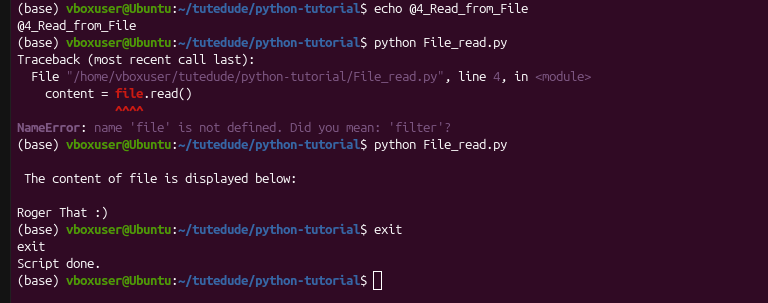 (base) vboxuser@Ubuntu:~/tutedude/python-tutorial$ echo @4_Read_from_File
@4_Read_from_File
(base) vboxuser@Ubuntu:~/tutedude/python-tutorial$ python File_read.py
Traceback (most recent call last):
  File "/home/vboxuser/tutedude/python-tutorial/File_read.py", line 4, in <module>
    content = file.read()
              ^^^^
NameError: name 'file' is not defined. Did you mean: 'filter'?
(base) vboxuser@Ubuntu:~/tutedude/python-tutorial$ python File_read.py
 The content of file is displayed below:
Roger That :)
(base) vboxuser@Ubuntu:~/tutedude/python-tutorial$ exit
exit
Script done.
(base) vboxuser@Ubuntu:~/tutedude/python-tutorial$